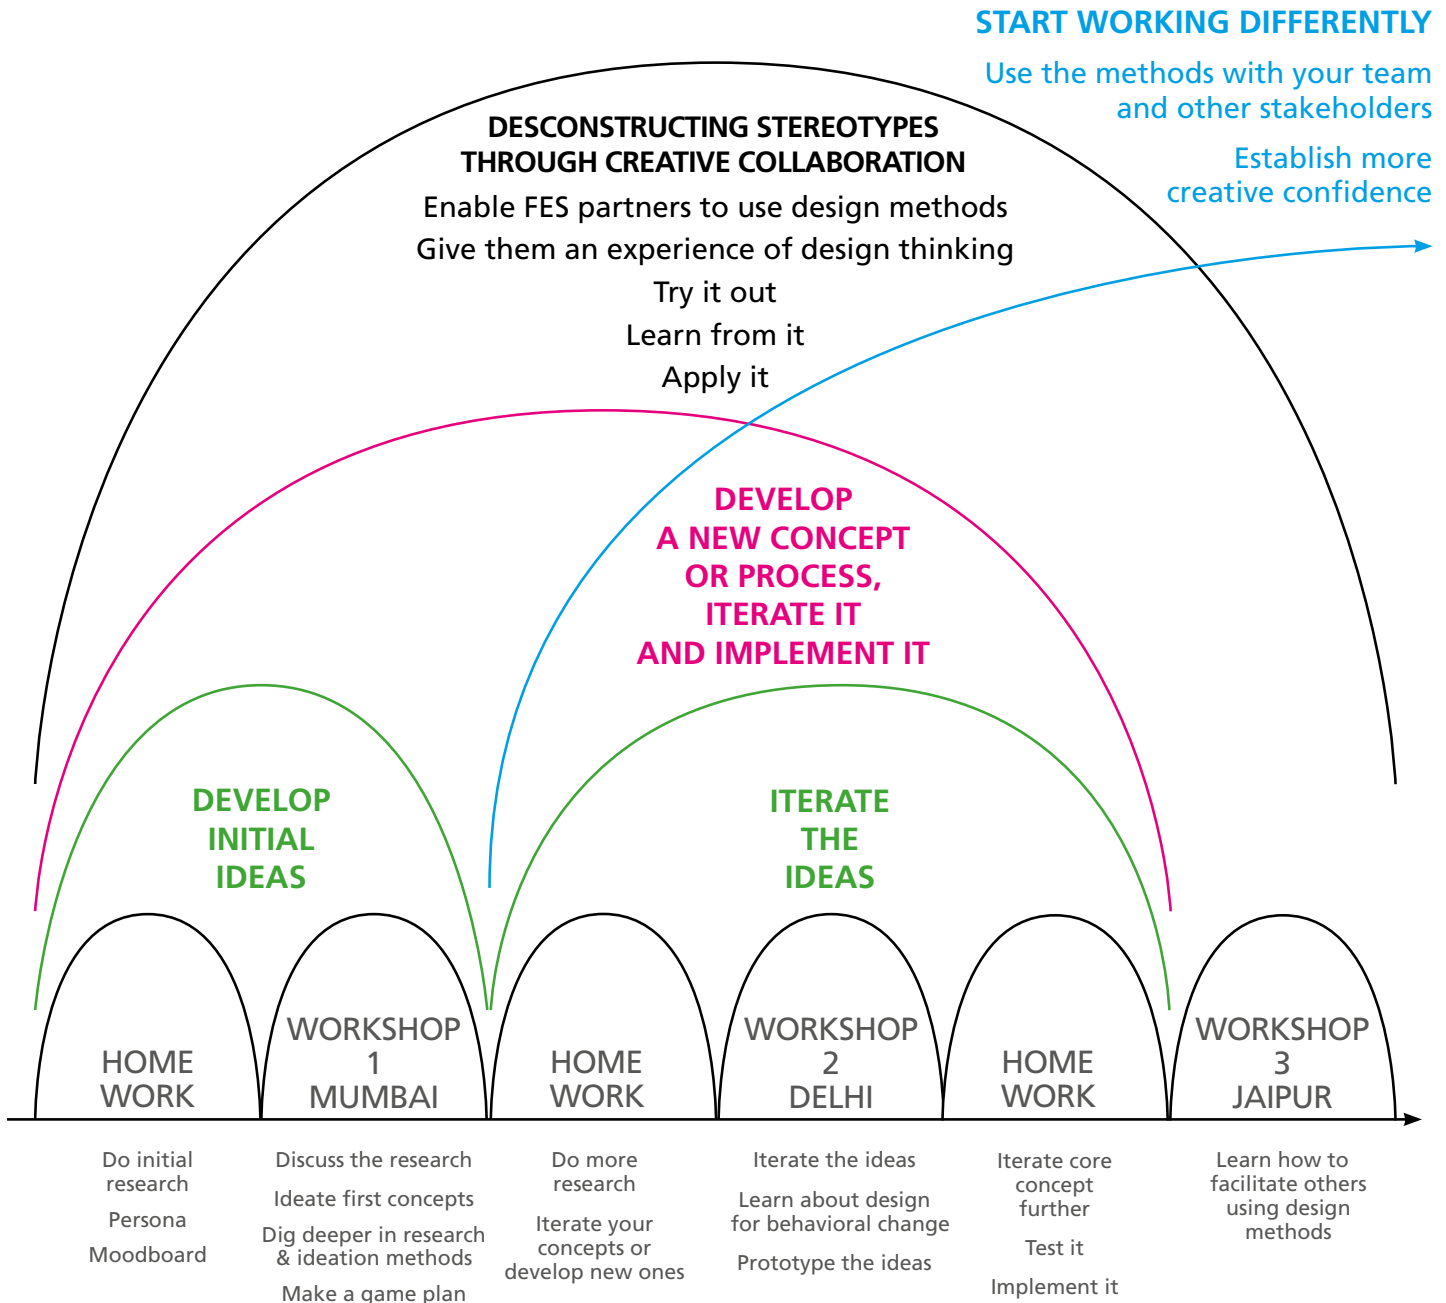 START WORKING DIFFERENTLY
Use the methods with your team
and other stakeholders
Establish more
creative confidence
DESCONSTRUCTING STEREOTYPES
THROUGH CREATIVE COLLABORATION
Enable FES partners to use design methods
Give them an experience of design thinking
Try it out
Learn from it
Apply it
DEVELOP
A NEW CONCEPT
OR PROCESS,
ITERATE IT
AND IMPLEMENT IT
DEVELOP
INITIAL
IDEAS
ITERATE
THE
IDEAS
HOME
WORK
WORKSHOP
1
MUMBAI
HOME
WORK
WORKSHOP
2
DELHI
HOME
WORK
WORKSHOP
3
JAIPUR
Do initial
research
Persona
Moodboard
Discuss the research
Ideate first concepts
Dig deeper in research
& ideation methods
Make a game plan
Do more
research
Iterate your
concepts or
develop new ones
Iterate the ideas
Learn about design
for behavioral change
Prototype the ideas
Iterate core
concept
further
Test it
Implement it
Learn how to
facilitate others
using design
methods